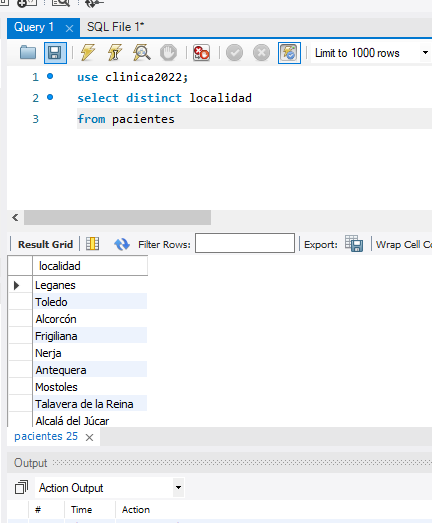 Query 1 × SQL File 1*
Limit to 1000 rows
1 use clinica2022;
2 select distinct localidad
3 from pacientes
Result Grid Filter Rows: Export: Wrap Cell Co
localidad
Leganes
Toledo
Alcorcón
Frigiliana
Nerja
Antequera
Mostoles
Talavera de la Reina
Alcalá del Júcar
pacientes 25 ×
Output
Action Output
# Time Action